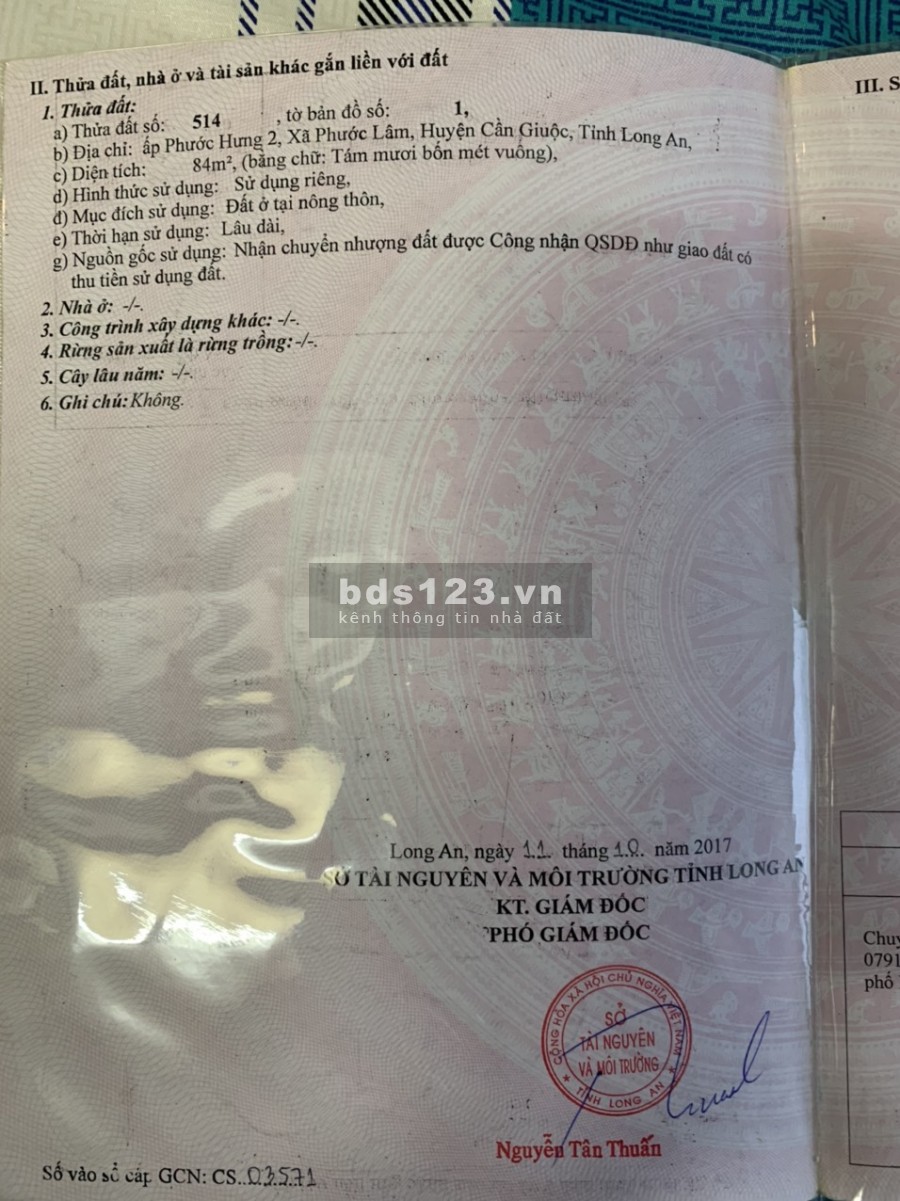 II. Thửa đất, nhà ở và tài sản khác gắn liền với đất
1. Thửa đất:
a) Thửa đất số: 514 , tờ bản đồ số: 1,
b) Địa chỉ: ấp Phước Hưng 2, Xã Phước Lâm, Huyện Cần Giuộc, Tỉnh Long An,
c) Diện tích: 84m², (bằng chữ: Tám mươi bốn mét vuông),
d) Hình thức sử dụng: Sử dụng riêng,
đ) Mục đích sử dụng: Đất ở tại nông thôn,
e) Thời hạn sử dụng: Lâu dài,
g) Nguồn gốc sử dụng: Nhận chuyển nhượng đất được Công nhận QSDĐ như giao đất có
thu tiền sử dụng đất.
2. Nhà ở: -/-.
3. Công trình xây dựng khác: -/-.
4. Rừng sản xuất là rừng trồng: -/-.
5. Cây lâu năm: -/-.
6. Ghi chú: Không.
bds123.vn
kênh thông tin nhà đất
Long An, ngày 11 tháng 10 năm 2017
SỞ TÀI NGUYÊN VÀ MÔI TRƯỜNG TỈNH LONG AN
KT. GIÁM ĐỐC
PHÓ GIÁM ĐỐC
CỘNG HÒA XÃ HỘI CHỦ NGHĨA VIỆT NAM
SỞ
TÀI NGUYÊN
VÀ MÔI TRƯỜNG
TỈNH LONG AN
Nguyễn Tân Thuấn
Số vào sổ cấp GCN: CS 03571
III. S
Chuy
0791
phố